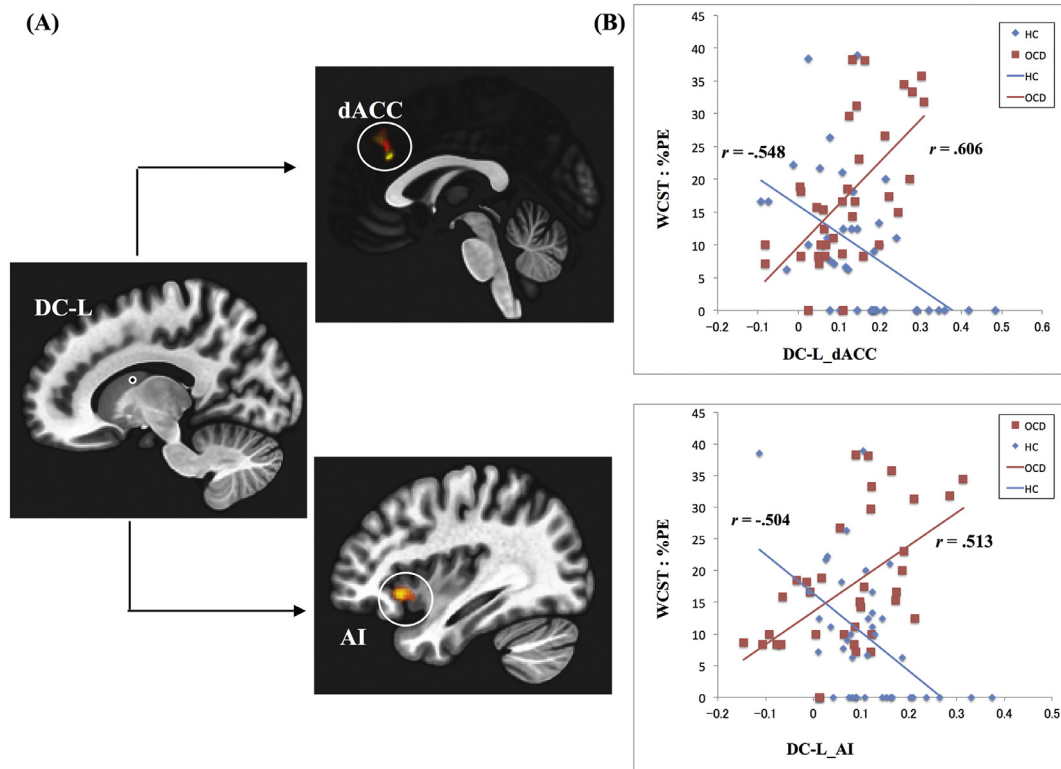 (A)
dACC
DC-L
AI
(B)
45
40
35
30
25
20
15
10
5
0
WCST : %PE
HC
OCD
HC
OCD
r = -.548
r = .606
−0.2 −0.1 0 0.1 0.2 0.3 0.4 0.5 0.6
DC-L_dACC
45
40
35
30
25
20
15
10
5
0
WCST : %PE
OCD
HC
OCD
HC
r = -.504
r = .513
−0.2 −0.1 0 0.1 0.2 0.3 0.4 0.5
DC-L_AI